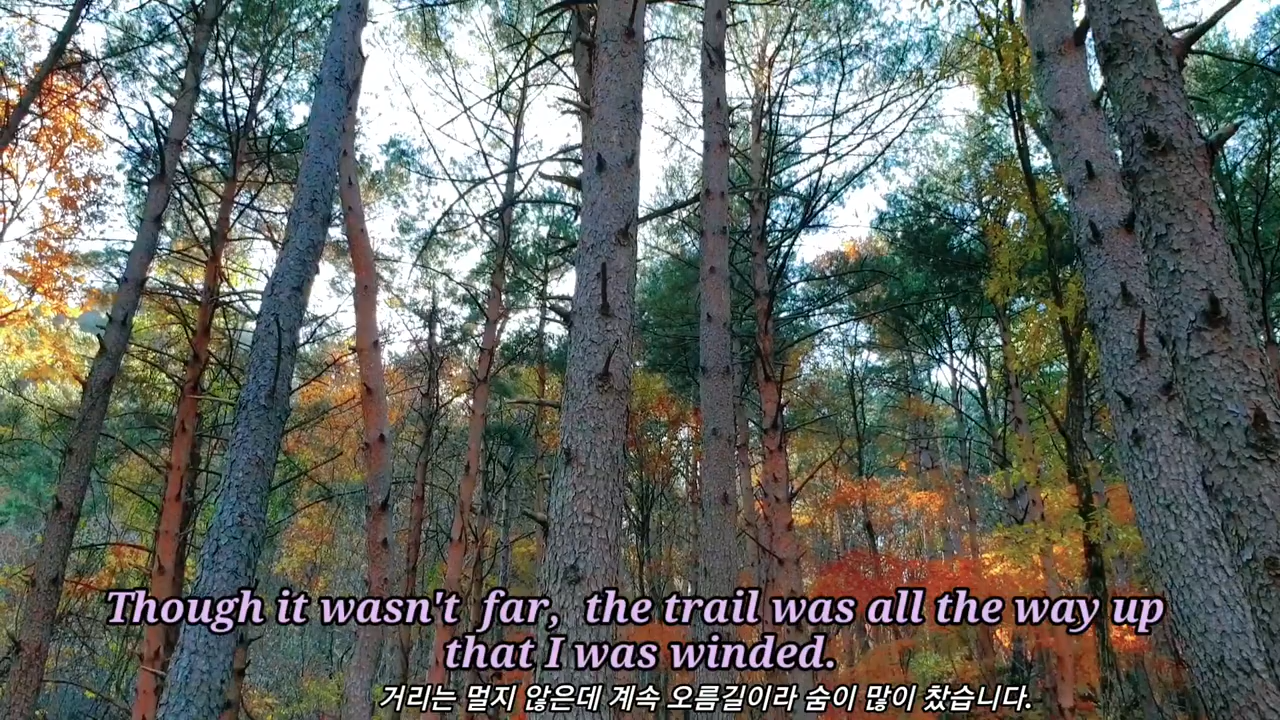 Though it wasn't far, the trail was all the way up
that I was winded.
거리는 멀지 않은데 계속 오름길이라 숨이 많이 찼습니다.